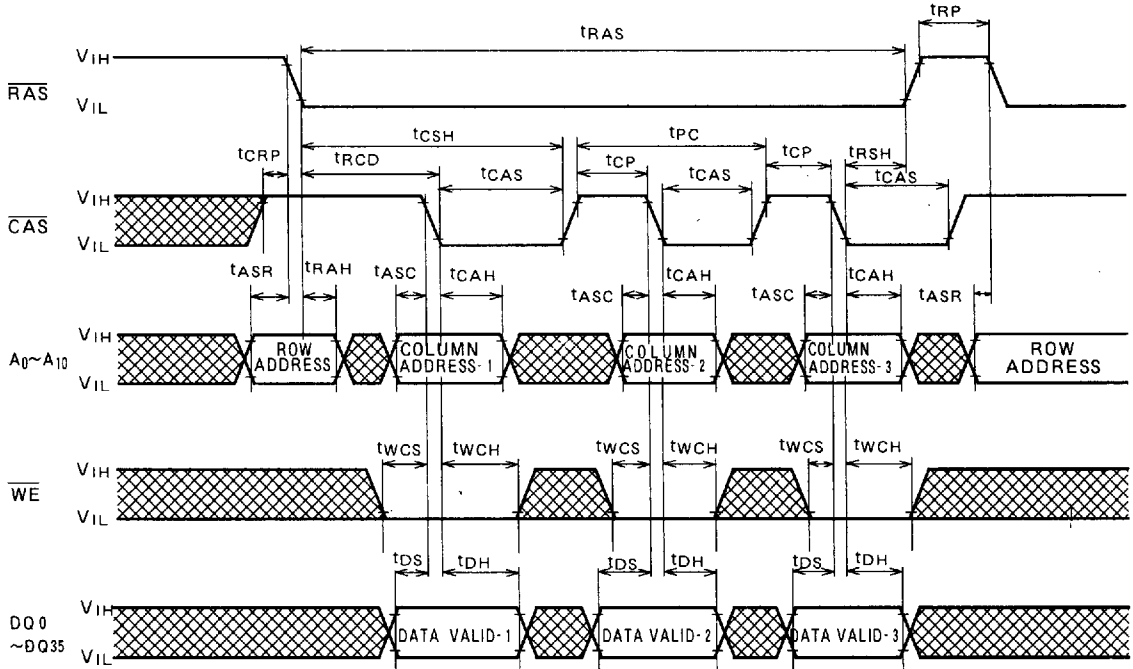 tRP
tRAS
VIH
RAS
VIL
tCSH
tPC
tCRP
tRCD
tCP
tCP
tRSH
tCAS
tCAS
tCAS
VIH
CAS
VIL
tASR
tRAH
tASC
tCAH
tASC
tCAH
tASC
tCAH
tASR
VIH
A0~A10
VIL
ROW ADDRESS
COLUMN ADDRESS-1
COLUMN ADDRESS-2
COLUMN ADDRESS-3
ROW ADDRESS
tWCS
tWCH
tWCS
tWCH
tWCS
tWCH
VIH
WE
VIL
tDS
tDH
tDS
tDH
tDS
tDH
VIH
DQ0
~DQ35
VIL
DATA VALID-1
DATA VALID-2
DATA VALID-3